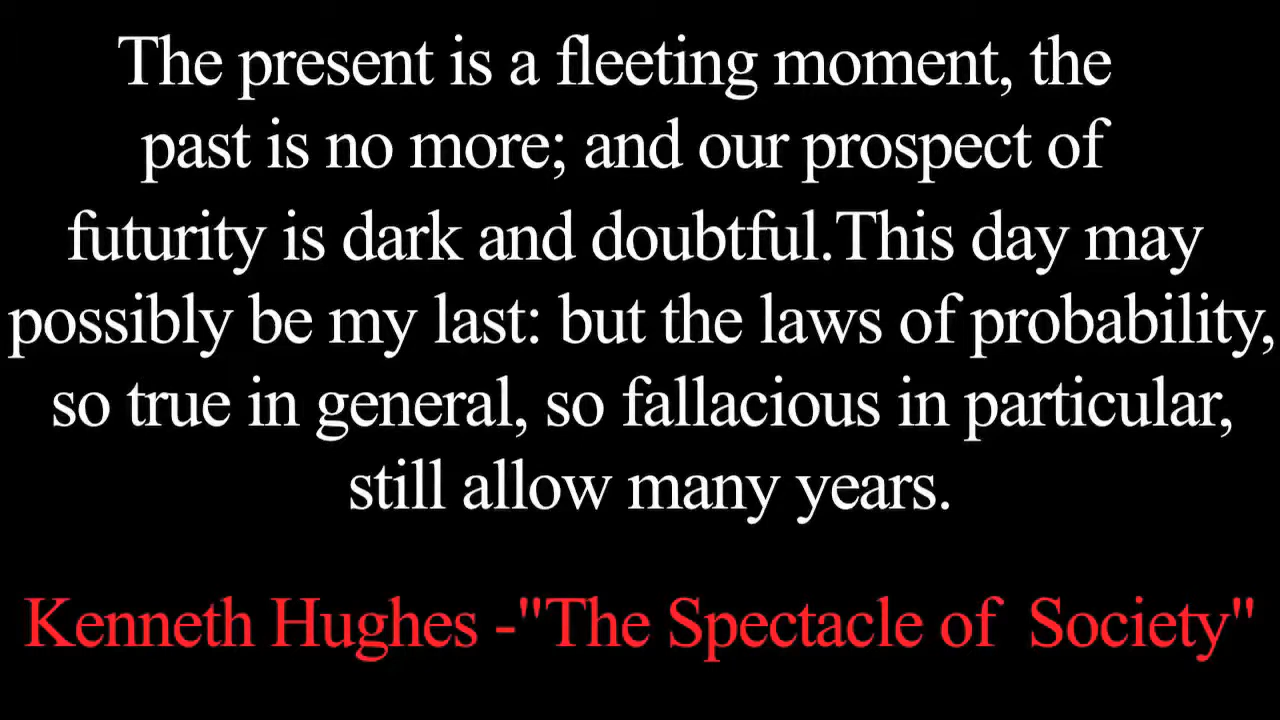 The present is a fleeting moment, the
past is no more; and our prospect of
futurity is dark and doubtful.This day may
possibly be my last: but the laws of probability,
so true in general, so fallacious in particular,
still allow many years.
Kenneth Hughes -"The Spectacle of  Society"